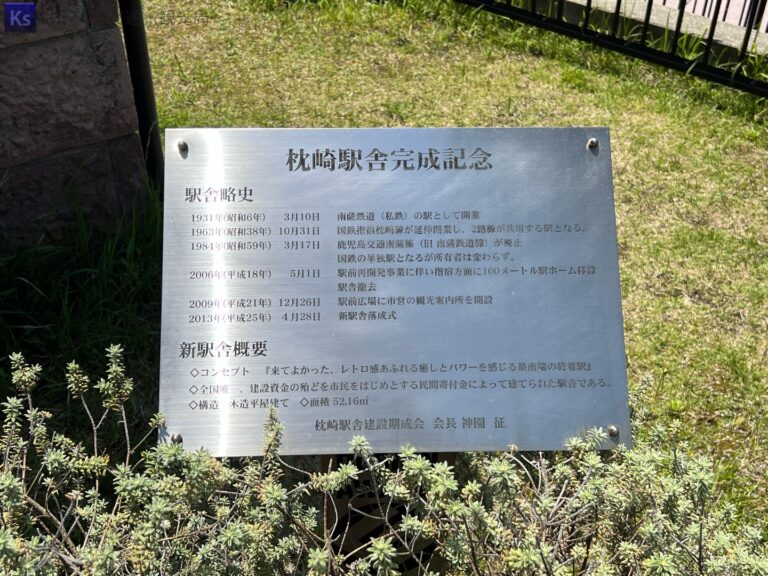 Ks
枕崎駅舎完成記念
駅舎略史
1931年(昭和6年) 3月10日 南薩鉄道（私鉄）の駅として開業
1963年(昭和38年) 10月31日 国鉄指宿枕崎線が延伸開業し、2路線が共用する駅となる。
1984年(昭和59年) 3月17日 鹿児島交通南薩線（旧 南薩鉄道線）が廃止
国鉄の単独駅となるが所有者は変わらず。
2006年(平成18年) 5月1日 駅前再開発事業に伴い指宿方面に100メートル駅ホーム移設
駅舎撤去
2009年(平成21年) 12月26日 駅前広場に市営の観光案内所を開設
2013年(平成25年) 4月28日 新駅舎落成式
新駅舎概要
◇コンセプト 『来てよかった、レトロ感あふれる癒しとパワーを感じる最南端の終着駅』
◇全国唯一、建設資金の殆どを市民をはじめとする民間寄付金によって建てられた駅舎である。
◇構造 木造平屋建て ◇面積 52.16㎡
枕崎駅舎建設期成会 会長 神園 征